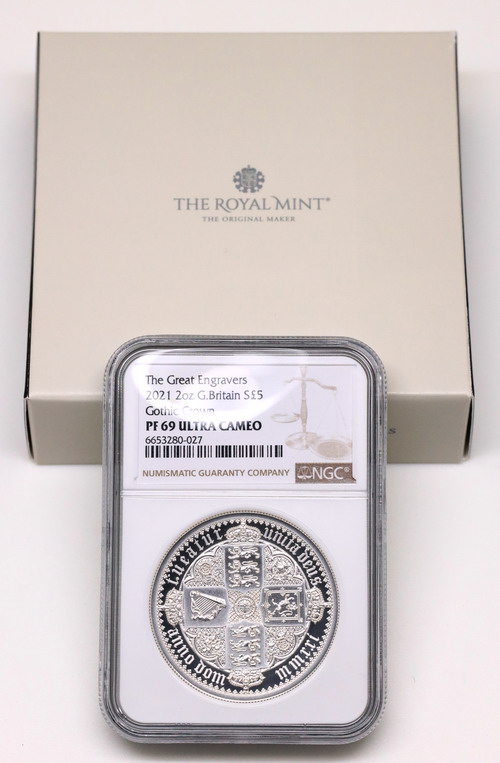 THE ROYAL MINT®
THE ORIGINAL MAKER
The Great Engravers
2021 2oz G.Britain S£5
Gothic Crown
PF 69 ULTRA CAMEO
6653280-027
NUMISMATIC GUARANTY COMPANY
NGC
tueatur unita deus
anno dom